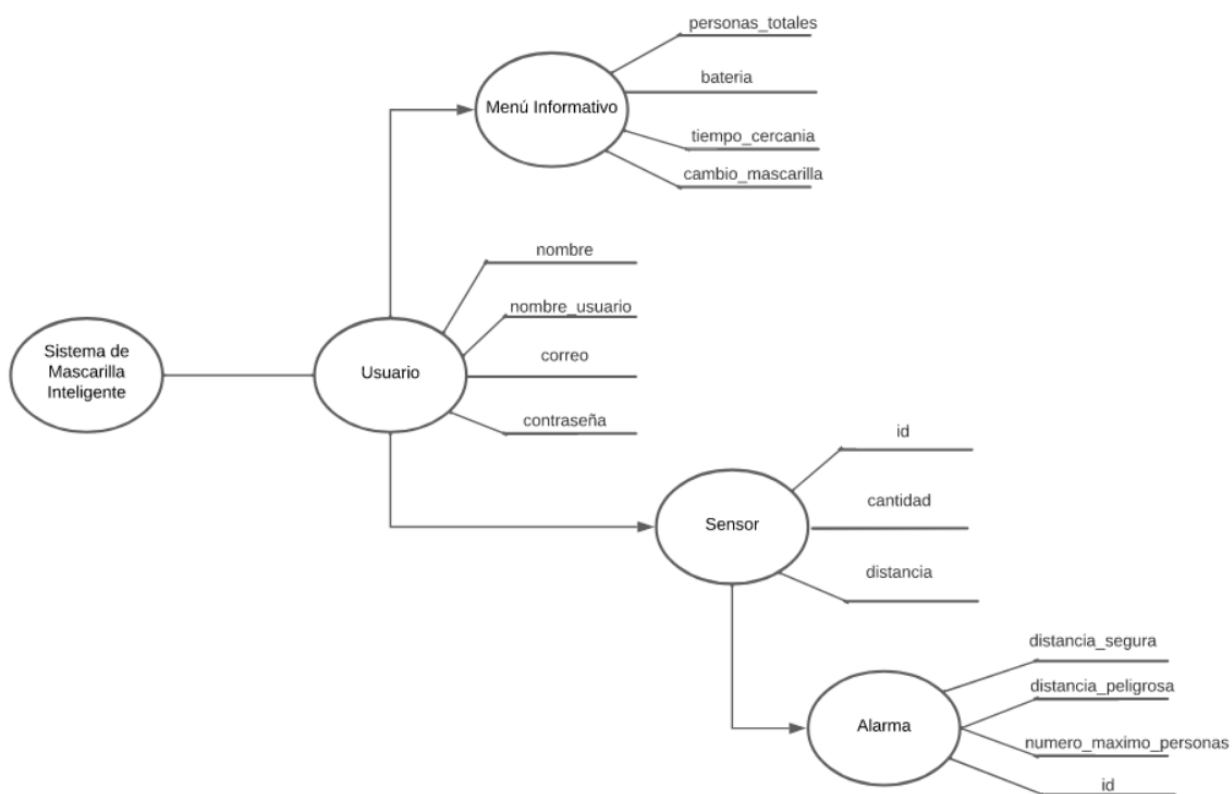 personas_totales
bateria
Menú Informativo
tiempo_cercania
cambio_mascarilla
nombre
nombre_usuario
correo
contraseña
Sistema de
Mascarilla
Inteligente
Usuario
id
cantidad
Sensor
distancia
distancia_segura
distancia_peligrosa
Alarma
numero_maximo_personas
id